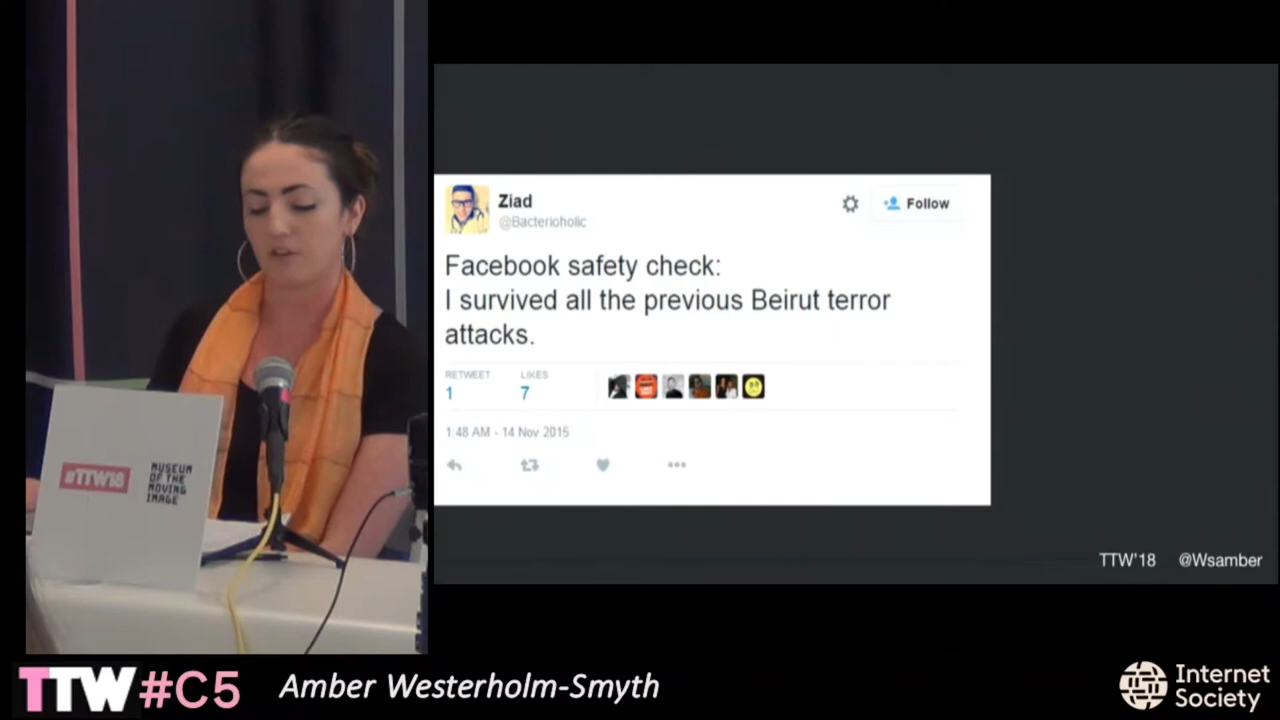 Ziad
@Bacterioholic
Follow
Facebook safety check:
I survived all the previous Beirut terror
attacks.
RETWEET
LIKES
1
7
1:48 AM - 14 Nov 2015
#TTW18
MUSEUM
OF THE
MOVING
IMAGE
TTW'18 @Wsamber
TTW#C5
Amber Westerholm-Smyth
Internet
Society